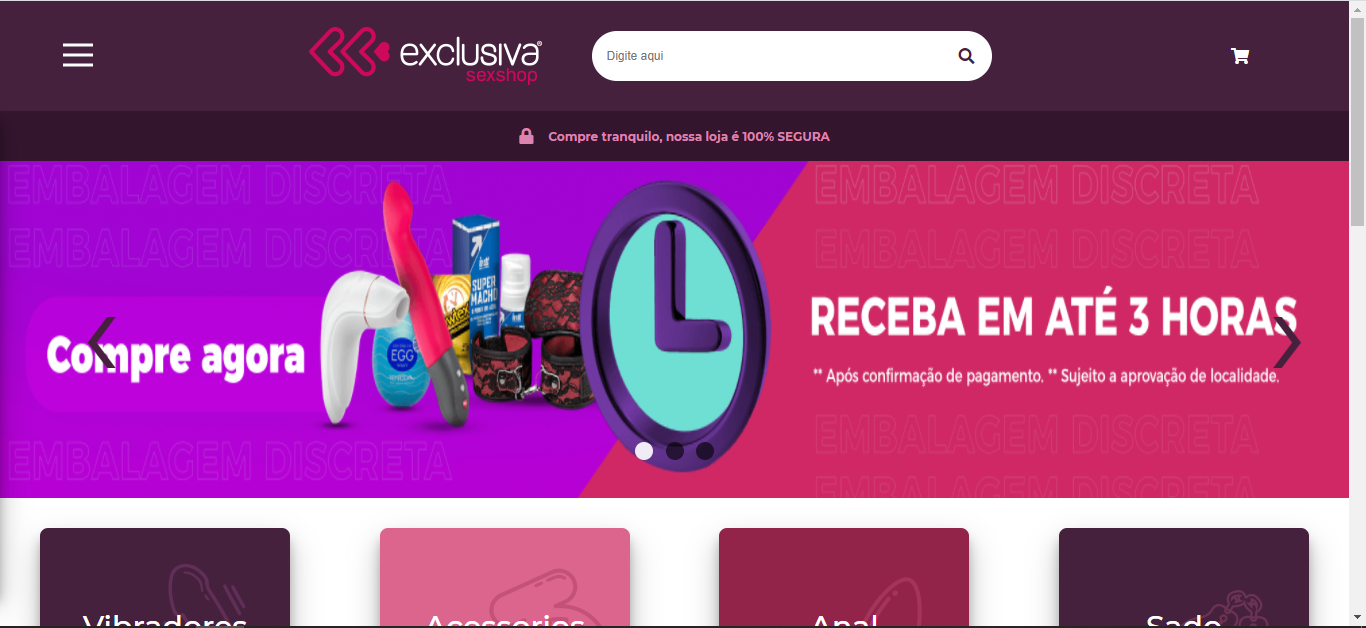 exclusiva®
sexshop
Digite aqui
Compre tranquilo, nossa loja é 100% SEGURA
EMBALAGEM DISCRETA
EMBALAGEM DISCRETA
EMBALAGEM DISCRETA
EMBALAGEM DISCRETA
SUPER
MACHO
RECEBA EM ATÉ 3 HORAS
Compre agora
EGG
** Após confirmação de pagamento. ** Sujeito a aprovação de localidade.
EMBALAGEM DISCRETA
EMBALAGEM DISCRETA
EMBALAGEM DISCRETA
Vibradores
Acessorios
Anal
Sado